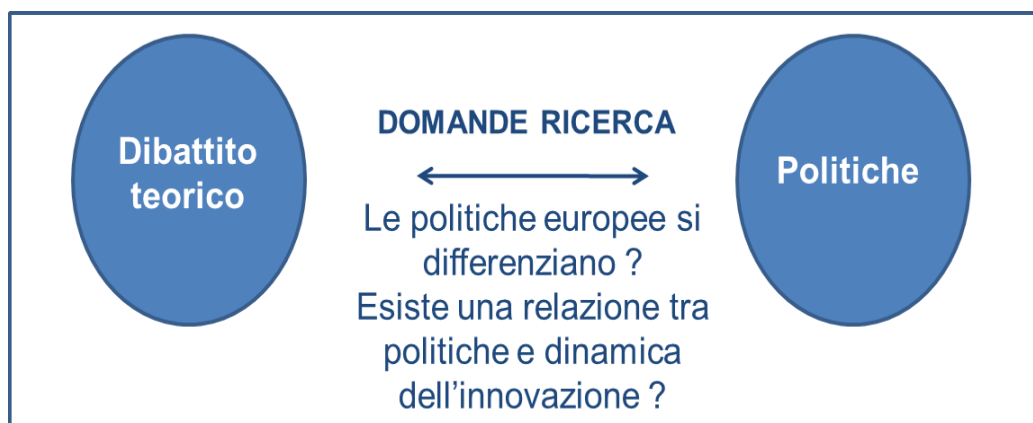 Dibattito
teorico
DOMANDE RICERCA
Le politiche europee si
differenziano ?
Esiste una relazione tra
politiche e dinamica
dell’innovazione ?
Politiche